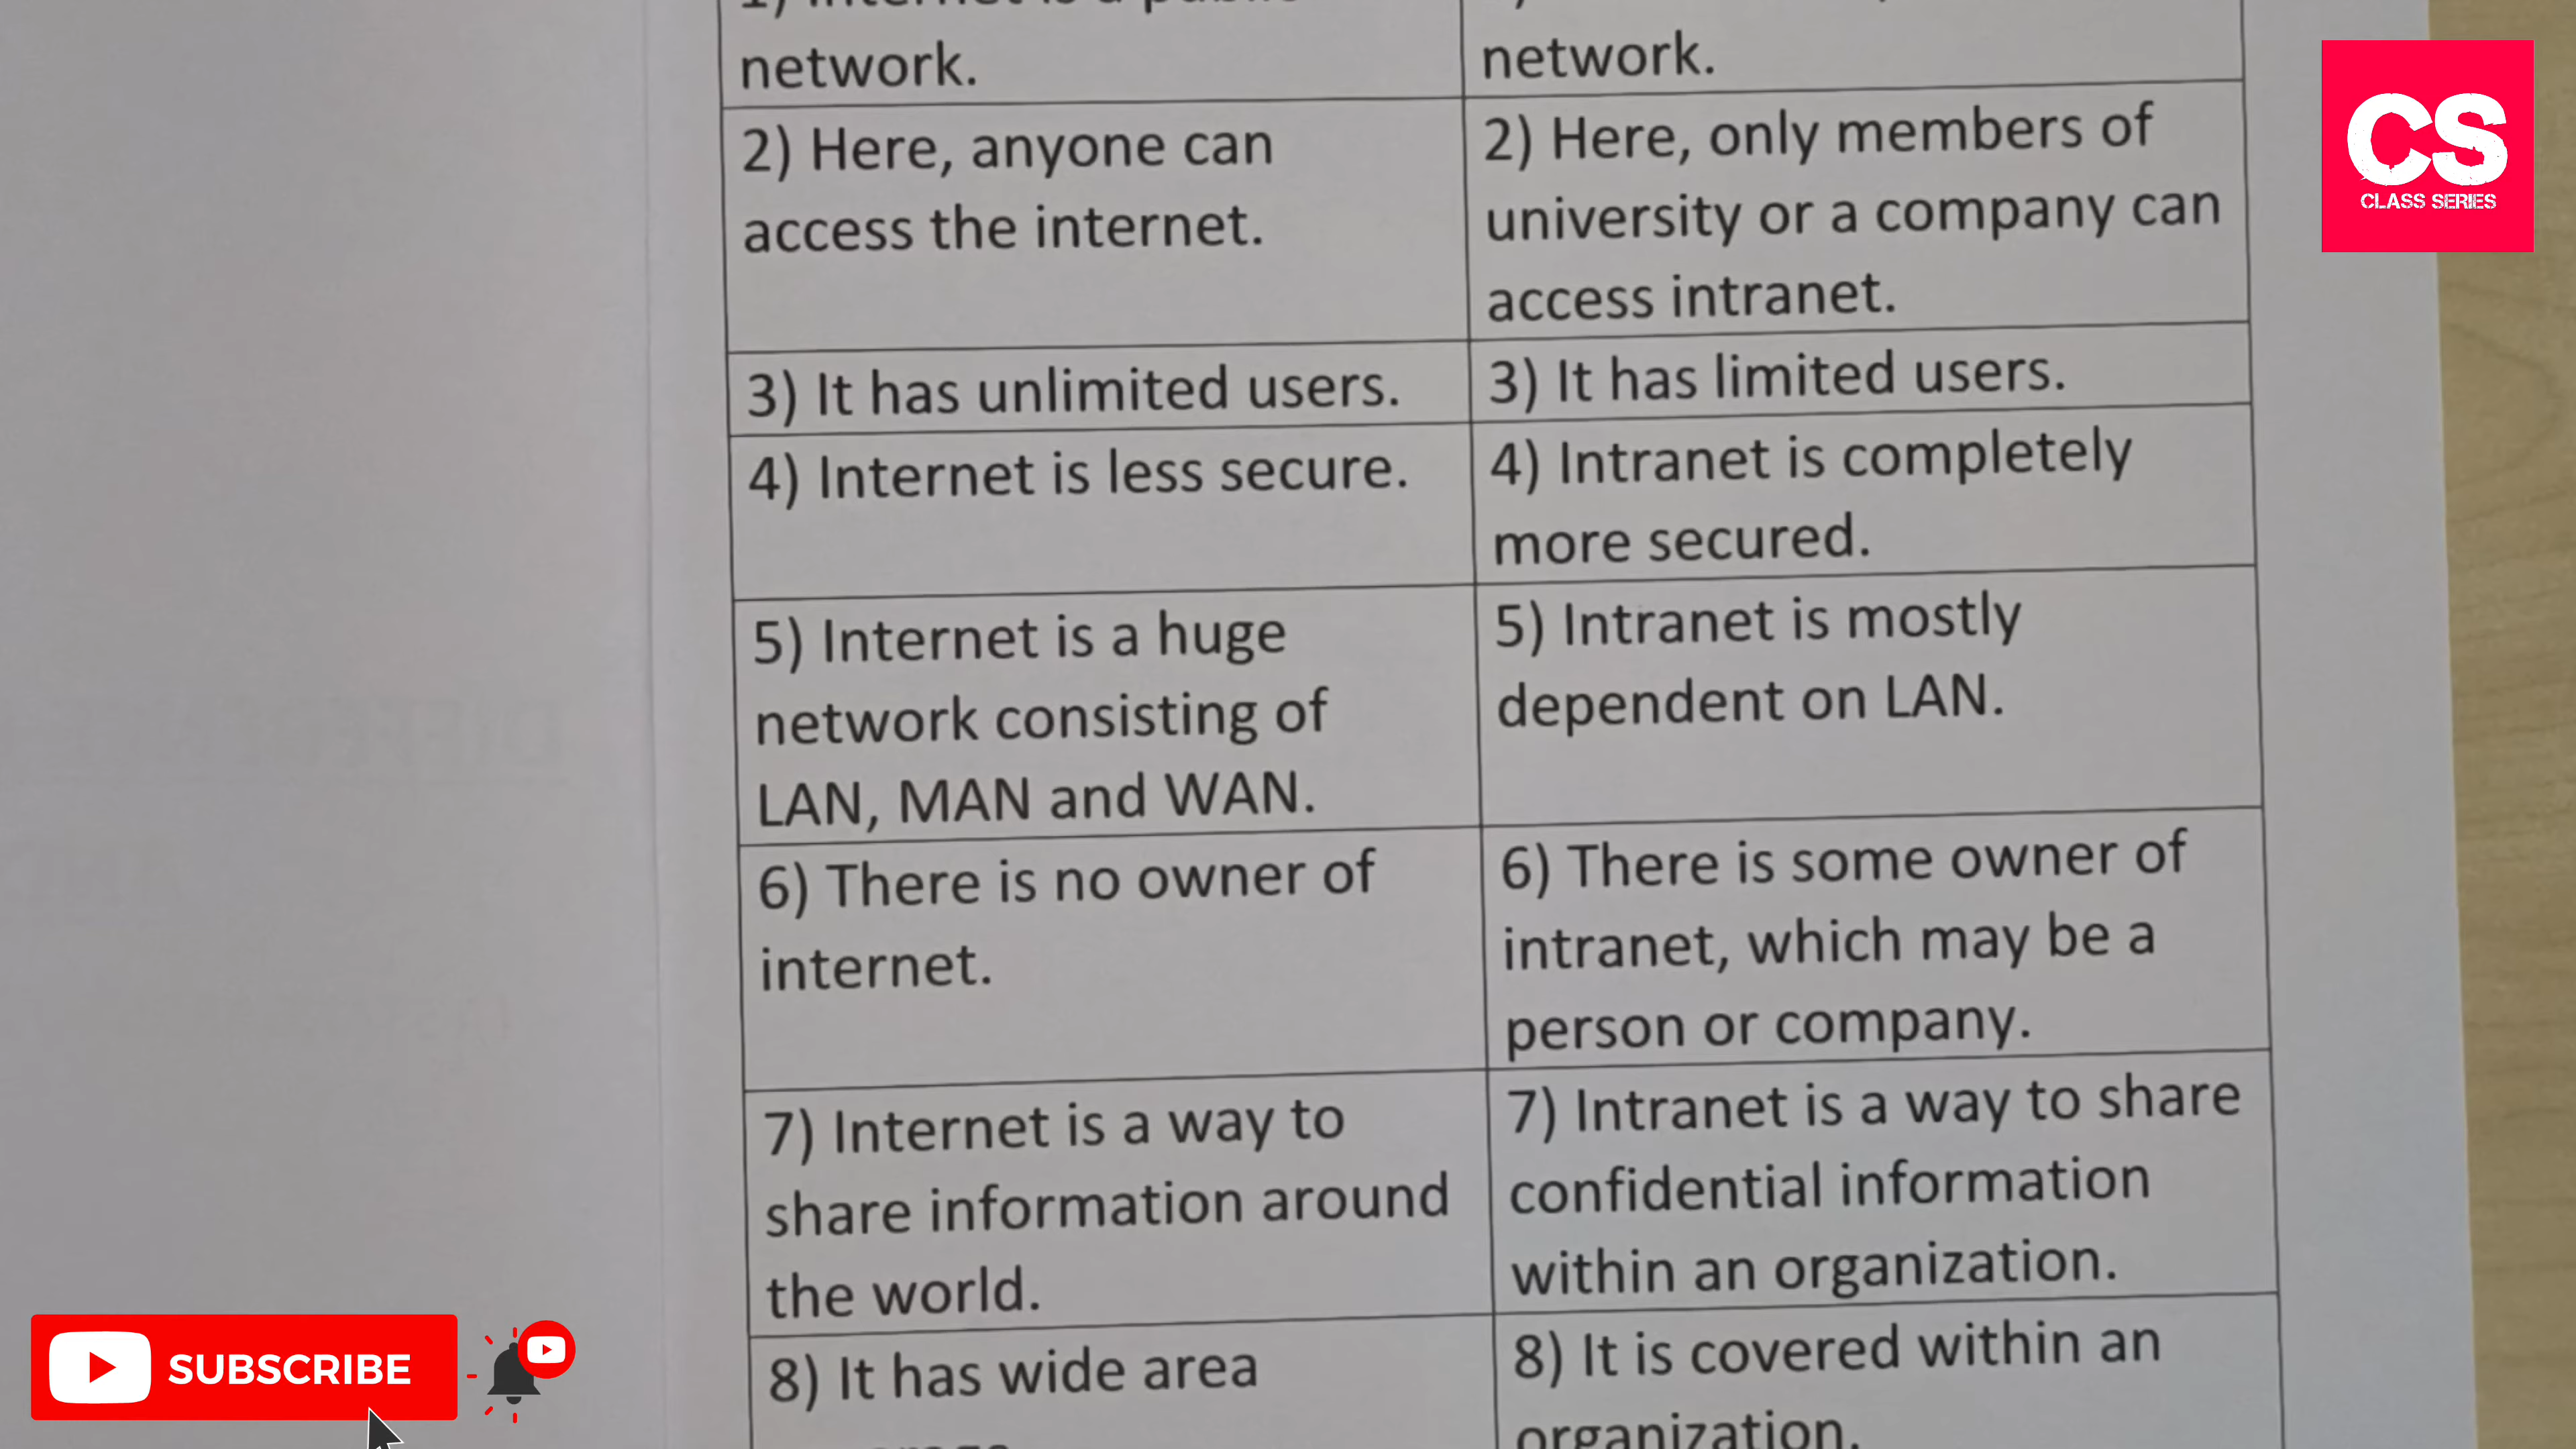 1) Internet is a public
network.
network.
2) Here, anyone can
access the internet.
2) Here, only members of
university or a company can
access intranet.
3) It has unlimited users.
3) It has limited users.
4) Internet is less secure.
4) Intranet is completely
more secured.
5) Internet is a huge
network consisting of
LAN, MAN and WAN.
5) Intranet is mostly
dependent on LAN.
6) There is no owner of
internet.
6) There is some owner of
intranet, which may be a
person or company.
7) Internet is a way to
share information around
the world.
7) Intranet is a way to share
confidential information
within an organization.
8) It has wide area
8) It is covered within an
organization.
CS
CLASS SERIES
SUBSCRIBE